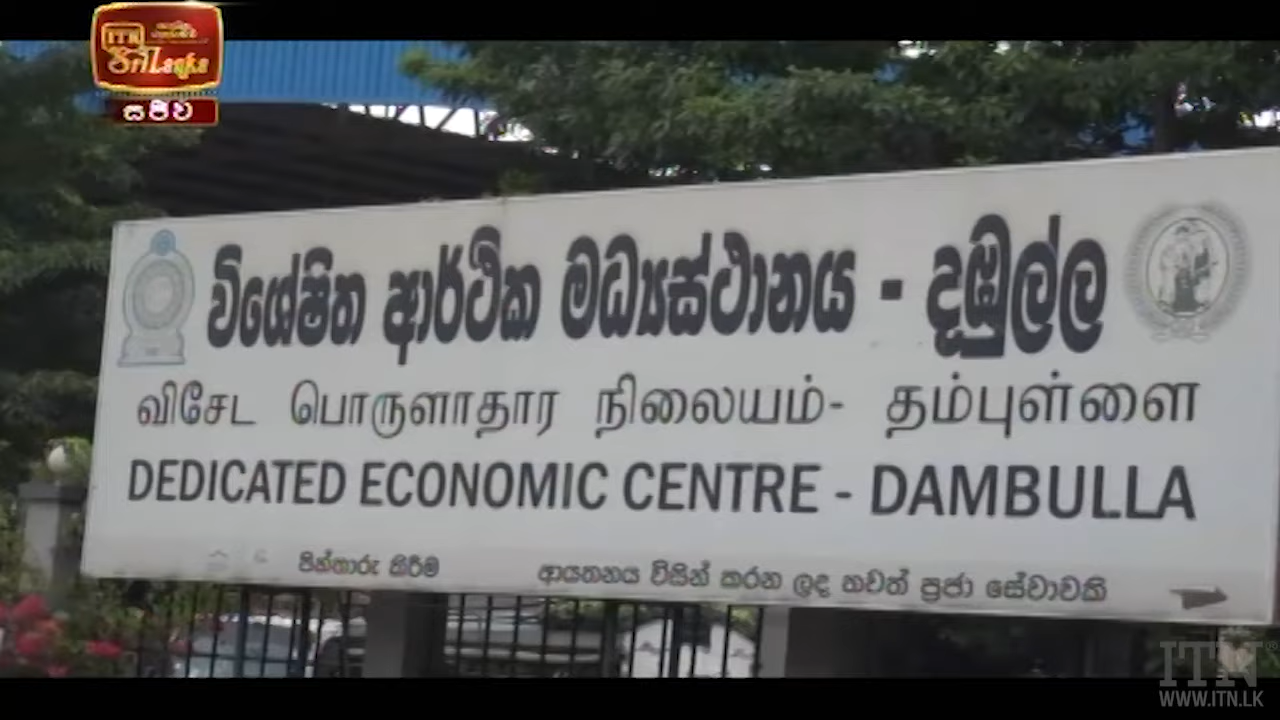 ITN
Sri Lanka
සජීව
විශේෂිත ආර්ථික මධ්‍යස්ථානය - දඹුල්ල
விசேட பொருளாதார நிலையம்- தம்புள்ளை
DEDICATED ECONOMIC CENTRE - DAMBULLA
පින්තාරු කිරීම
ආයතනය විසින් කරන ලද තවත් ප්‍රජා සේවාවකි
ITN
WWW.ITN.LK